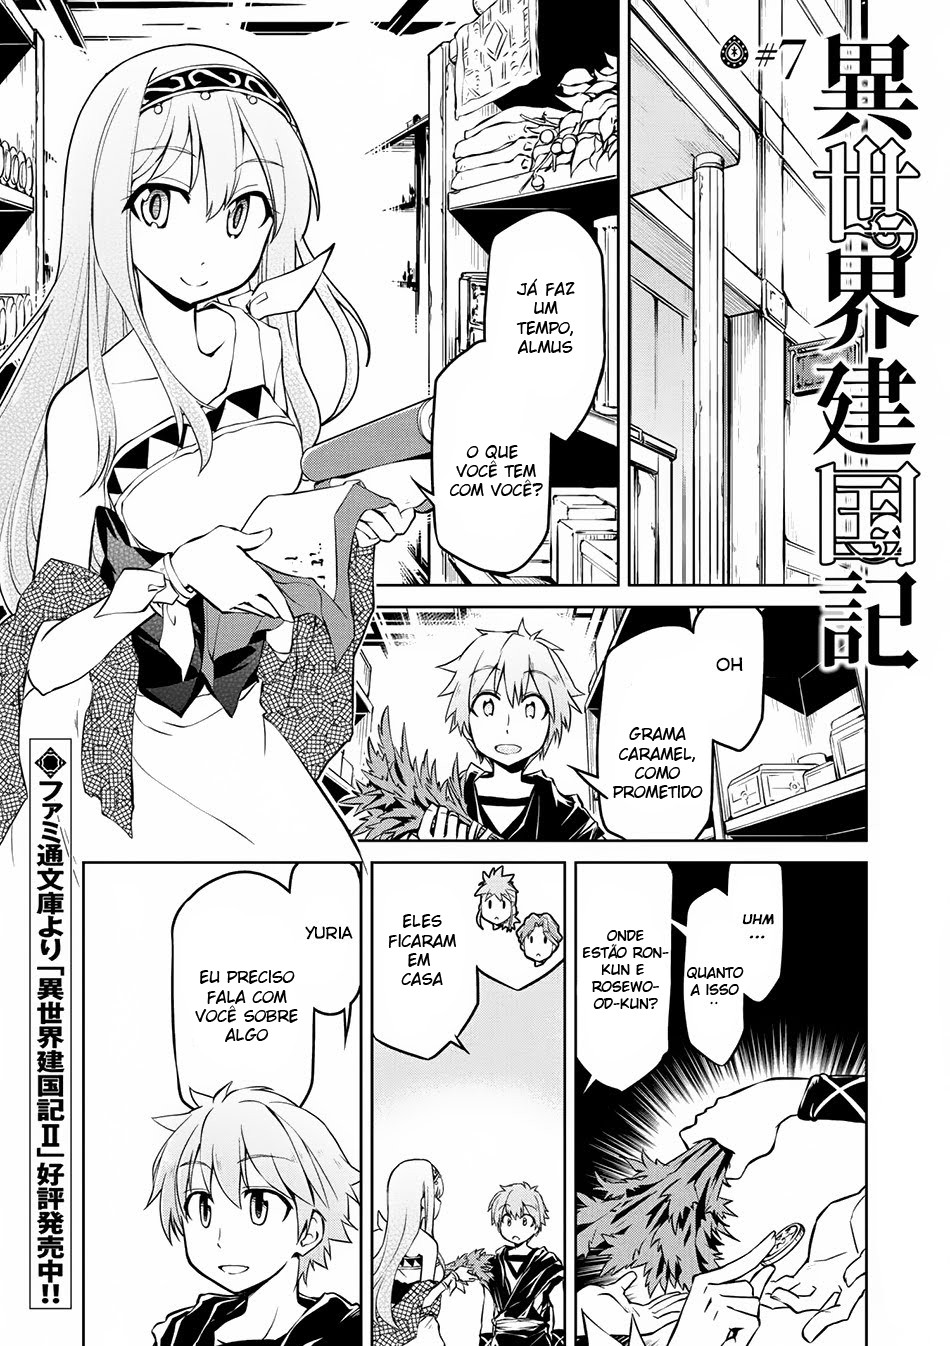 #7
異世界建国記
JÁ FAZ
UM
TEMPO,
ALMUS
O QUE
VOCÊ TEM
COM VOCÊ?
OH
GRAMA
CARAMEL,
COMO
PROMETIDO
UHM
...
QUANTO
A ISSO
..
ONDE
ESTÃO RON-
KUN E
ROSEWO-
OD-KUN?
ELES
FICARAM
EM
CASA
YURIA
EU PRECISO
FALA COM
VOCÊ SOBRE
ALGO
ファミ通文庫より「異世界建国記Ⅱ」好評発売中!!